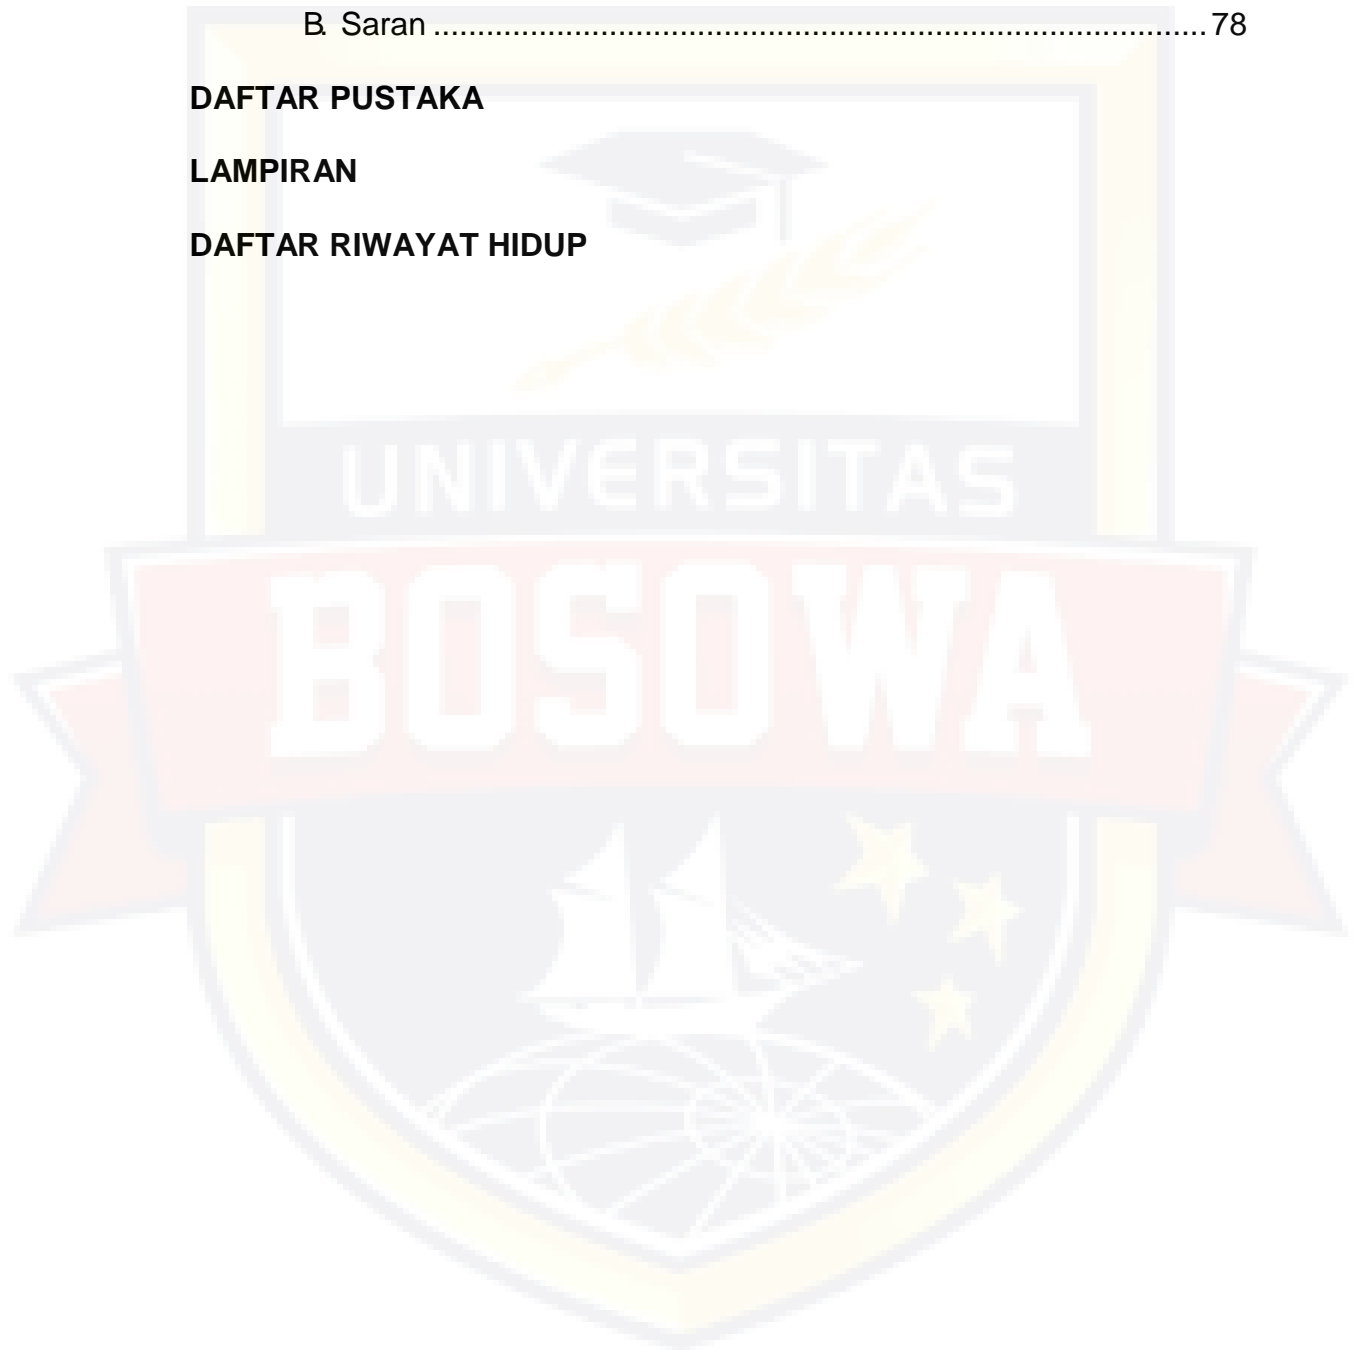 B. Saran ........................................................................................ 78
DAFTAR PUSTAKA
LAMPIRAN
DAFTAR RIWAYAT HIDUP
UNIVERSITAS
BOSOWA